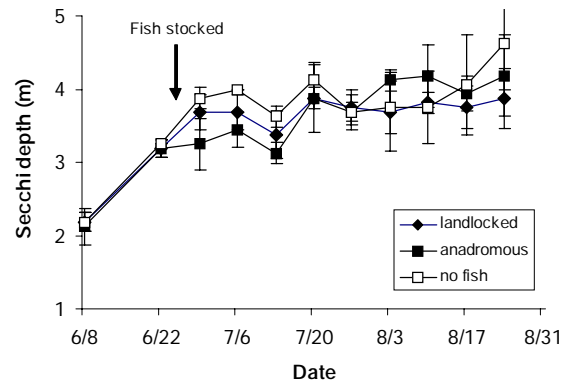 Fish stocked
Secchi depth (m)
5
4
3
2
1
landlocked
anadromous
no fish
6/8
6/22
7/6
7/20
8/3
8/17
8/31
Date